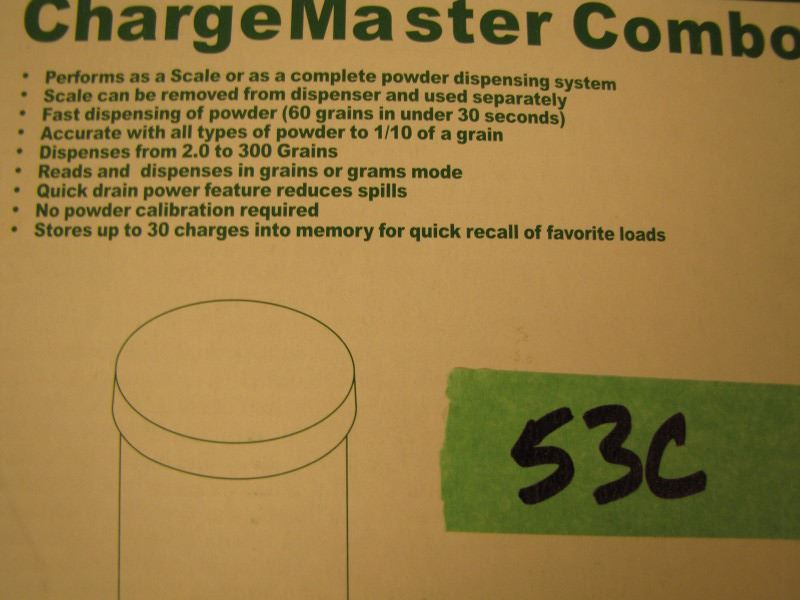 ChargeMaster Combo
• Performs as a Scale or as a complete powder dispensing system
• Scale can be removed from dispenser and used separately
• Fast dispensing of powder (60 grains in under 30 seconds)
• Accurate with all types of powder to 1/10 of a grain
• Dispenses from 2.0 to 300 Grains
• Reads and dispenses in grains or grams mode
• Quick drain power feature reduces spills
• No powder calibration required
• Stores up to 30 charges into memory for quick recall of favorite loads
53C